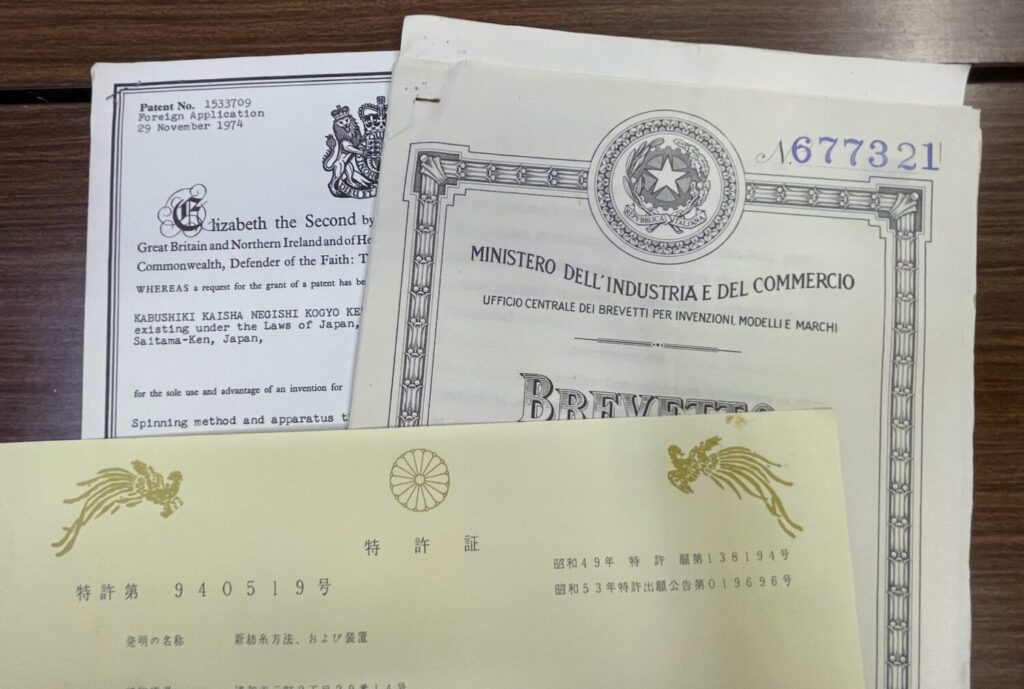 Patent No. 1533709
Foreign Application
29 November 1974
Elizabeth the Second by
Great Britain and Northern Ireland and of He
Commonwealth, Defender of the Faith: T
WHEREAS a request for the grant of a patent has be
KABUSHIKI KAISHA NEGISHI KOGYO KE
existing under the Laws of Japan,
Saitama-Ken, Japan,
for the sole use and advantage of an invention for
Spinning method and apparatus t
N. 677321
REPVBBLICA ITALIANA
MINISTERO DELL'INDUSTRIA E DEL COMMERCIO
UFFICIO CENTRALE DEI BREVETTI PER INVENZIONI, MODELLI E MARCHI
BREVETTO
特許証
特許第940519号
昭和49年 特許願第138194号
昭和53年特許出願公告第019696号
発明の名称 新紡糸方法、および装置